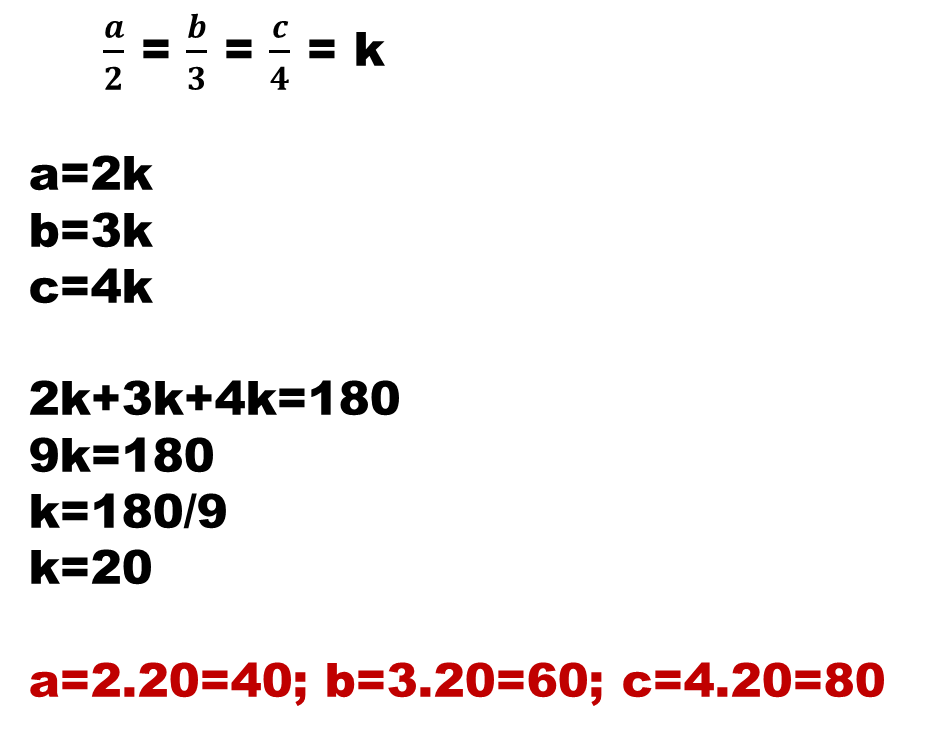 a/2 = b/3 = c/4 = k
a=2k
b=3k
c=4k
2k+3k+4k=180
9k=180
k=180/9
k=20
a=2.20=40; b=3.20=60; c=4.20=80